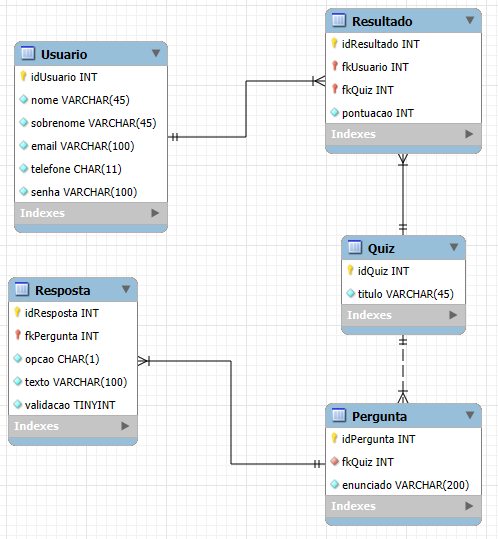 Usuario
idUsuario INT
nome VARCHAR(45)
sobrenome VARCHAR(45)
email VARCHAR(100)
telefone CHAR(11)
senha VARCHAR(100)
Indexes
Resultado
idResultado INT
fkUsuario INT
fkQuiz INT
pontuacao INT
Indexes
Quiz
idQuiz INT
titulo VARCHAR(45)
Indexes
Resposta
idResposta INT
fkPergunta INT
opcao CHAR(1)
texto VARCHAR(100)
validacao TINYINT
Indexes
Pergunta
idPergunta INT
fkQuiz INT
enunciado VARCHAR(200)
Indexes